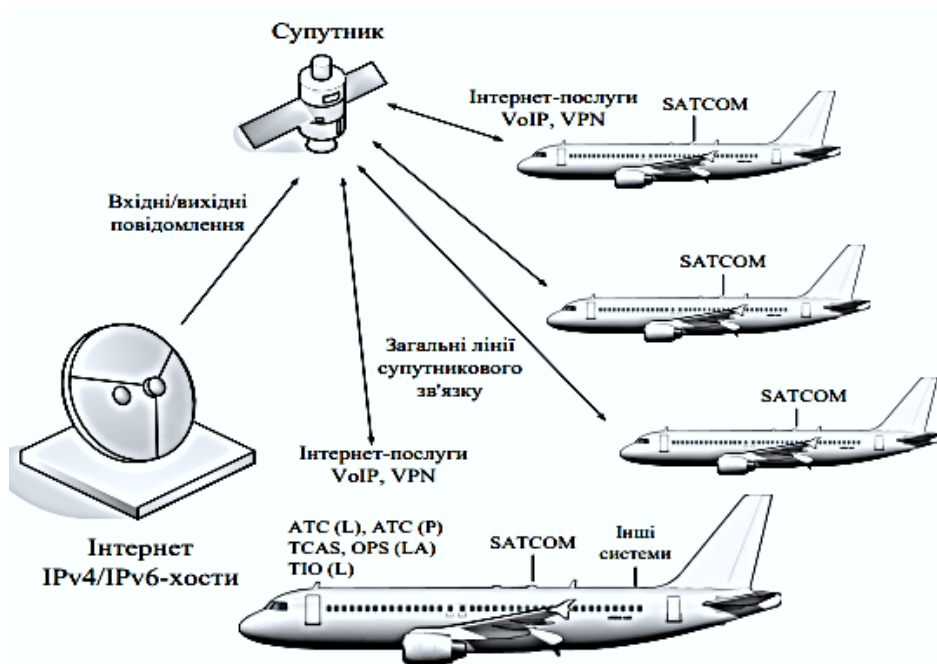 Супутник
Інтернет-послуги
VoIP, VPN
SATCOM
Вхідні/вихідні
повідомлення
SATCOM
Загальні лінії
супутникового
зв'язку
SATCOM
Інтернет-послуги
VoIP, VPN
ATC (L), ATC (P)
TCAS, OPS (LA)
TIO (L)
SATCOM
Інші
системи
Інтернет
IPv4/IPv6-хости